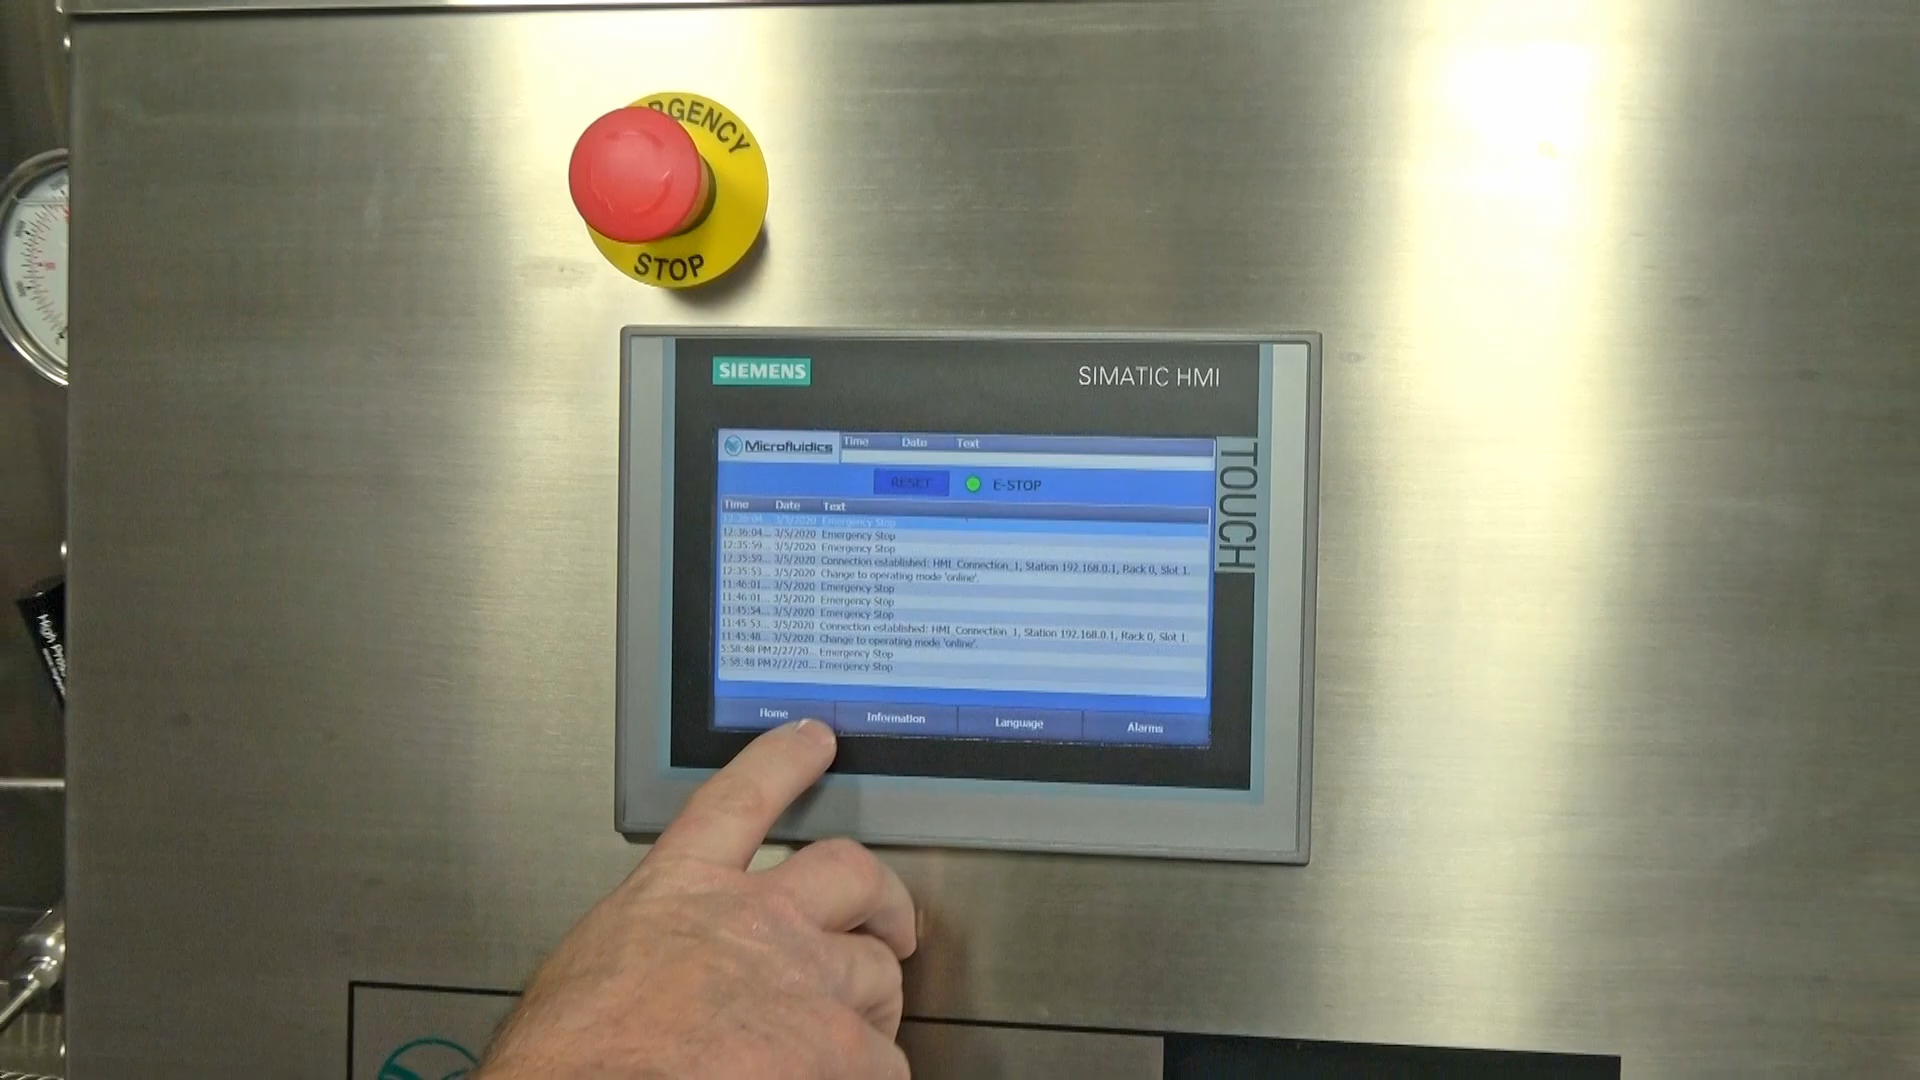 RGENCY
STOP
SIEMENS
SIMATIC HMI
TOUCH
Microfluidics
Time Date Text
RESET E-STOP
Time Date Text
3/5/2020 Emergency Stop
12:36:04... 3/5/2020 Emergency Stop
12:35:59... 3/5/2020 Emergency Stop
12:35:59... 3/5/2020 Connection established: HMI_Connection_1, Station 192.168.0.1, Rack 0, Slot 1.
12:35:53... 3/5/2020 Change to operating mode 'online'.
11:46:01... 3/5/2020 Emergency Stop
11:46:01... 3/5/2020 Emergency Stop
11:45:54... 3/5/2020 Emergency Stop
11:45:53... 3/5/2020 Connection established: HMI_Connection_1, Station 192.168.0.1, Rack 0, Slot 1.
11:45:48... 3/5/2020 Change to operating mode 'online'.
5:58:48 PM 2/27/20... Emergency Stop
5:58:48 PM 2/27/20... Emergency Stop
Home Information Language Alarms
High Pre